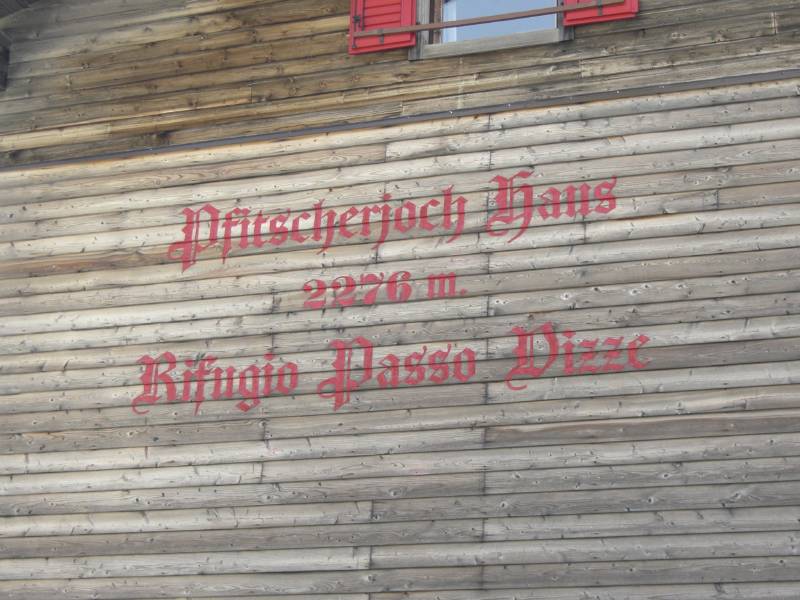 Pfitscherjoch Haus
2276 m.
Rifugio Passo Vizze